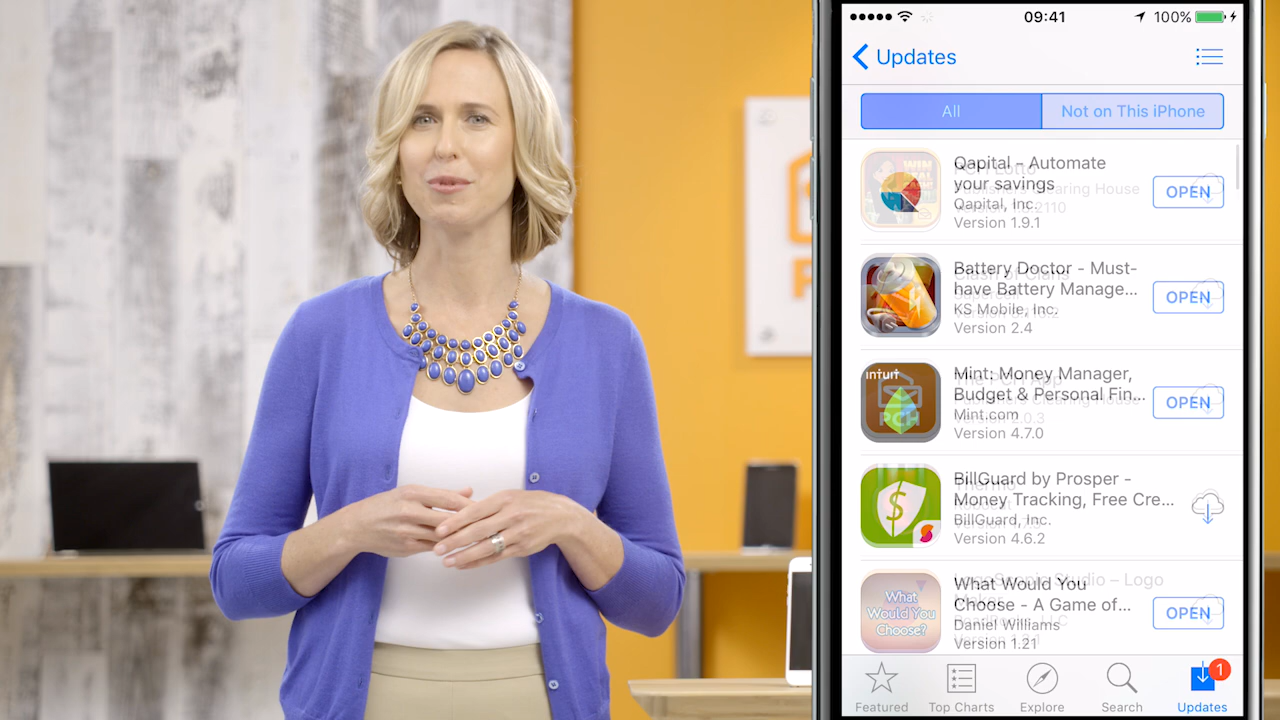 09:41
100%
Updates
All
Not on This iPhone
Qapital - Automate
your savings
Qapital, Inc.
Version 1.9.1
OPEN
Battery Doctor - Must-
have Battery Manage...
KS Mobile, Inc.
Version 2.4
OPEN
intuit
PCH
Mint: Money Manager,
Budget & Personal Fin...
Mint.com
Version 4.7.0
OPEN
BillGuard by Prosper -
Money Tracking, Free Cre...
BillGuard, Inc.
Version 4.6.2
What
Would You
Choose?
What Would You
Choose - A Game of...
Daniel Williams
Version 1.21
OPEN
Featured
Top Charts
Explore
Search
Updates
1